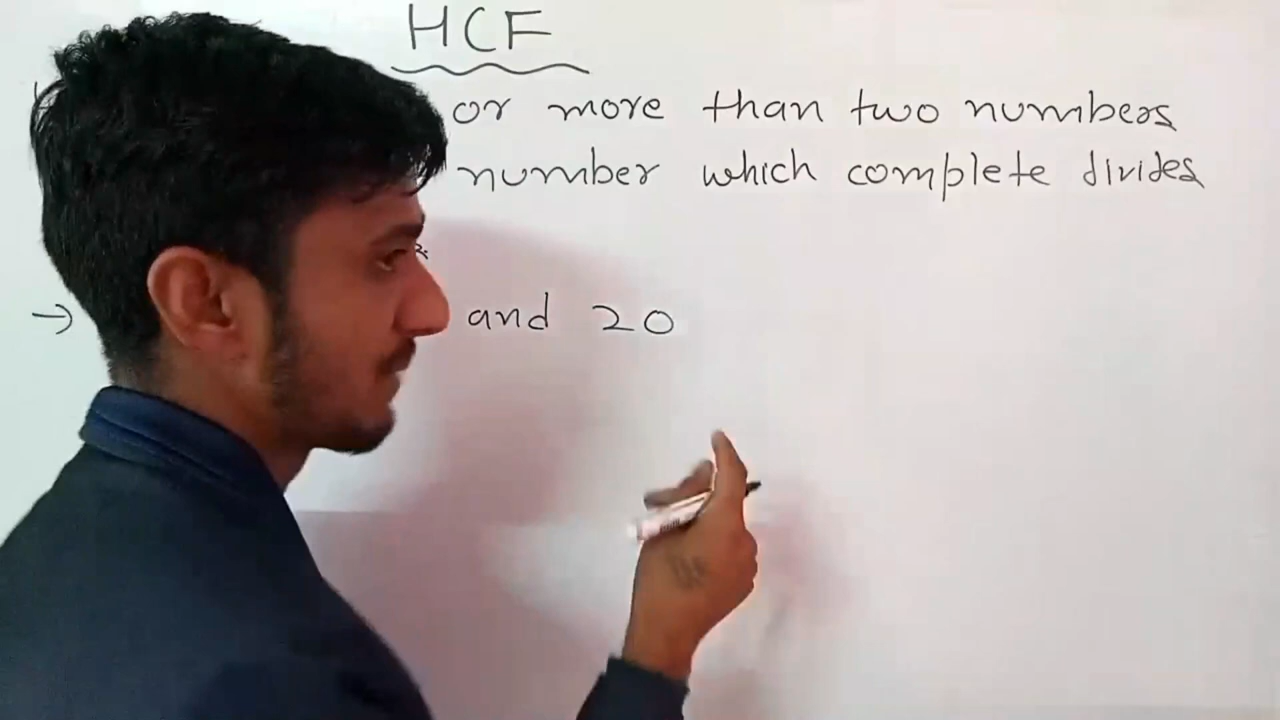 HCF
or more than two numbers
number which complete divides
→ and 20